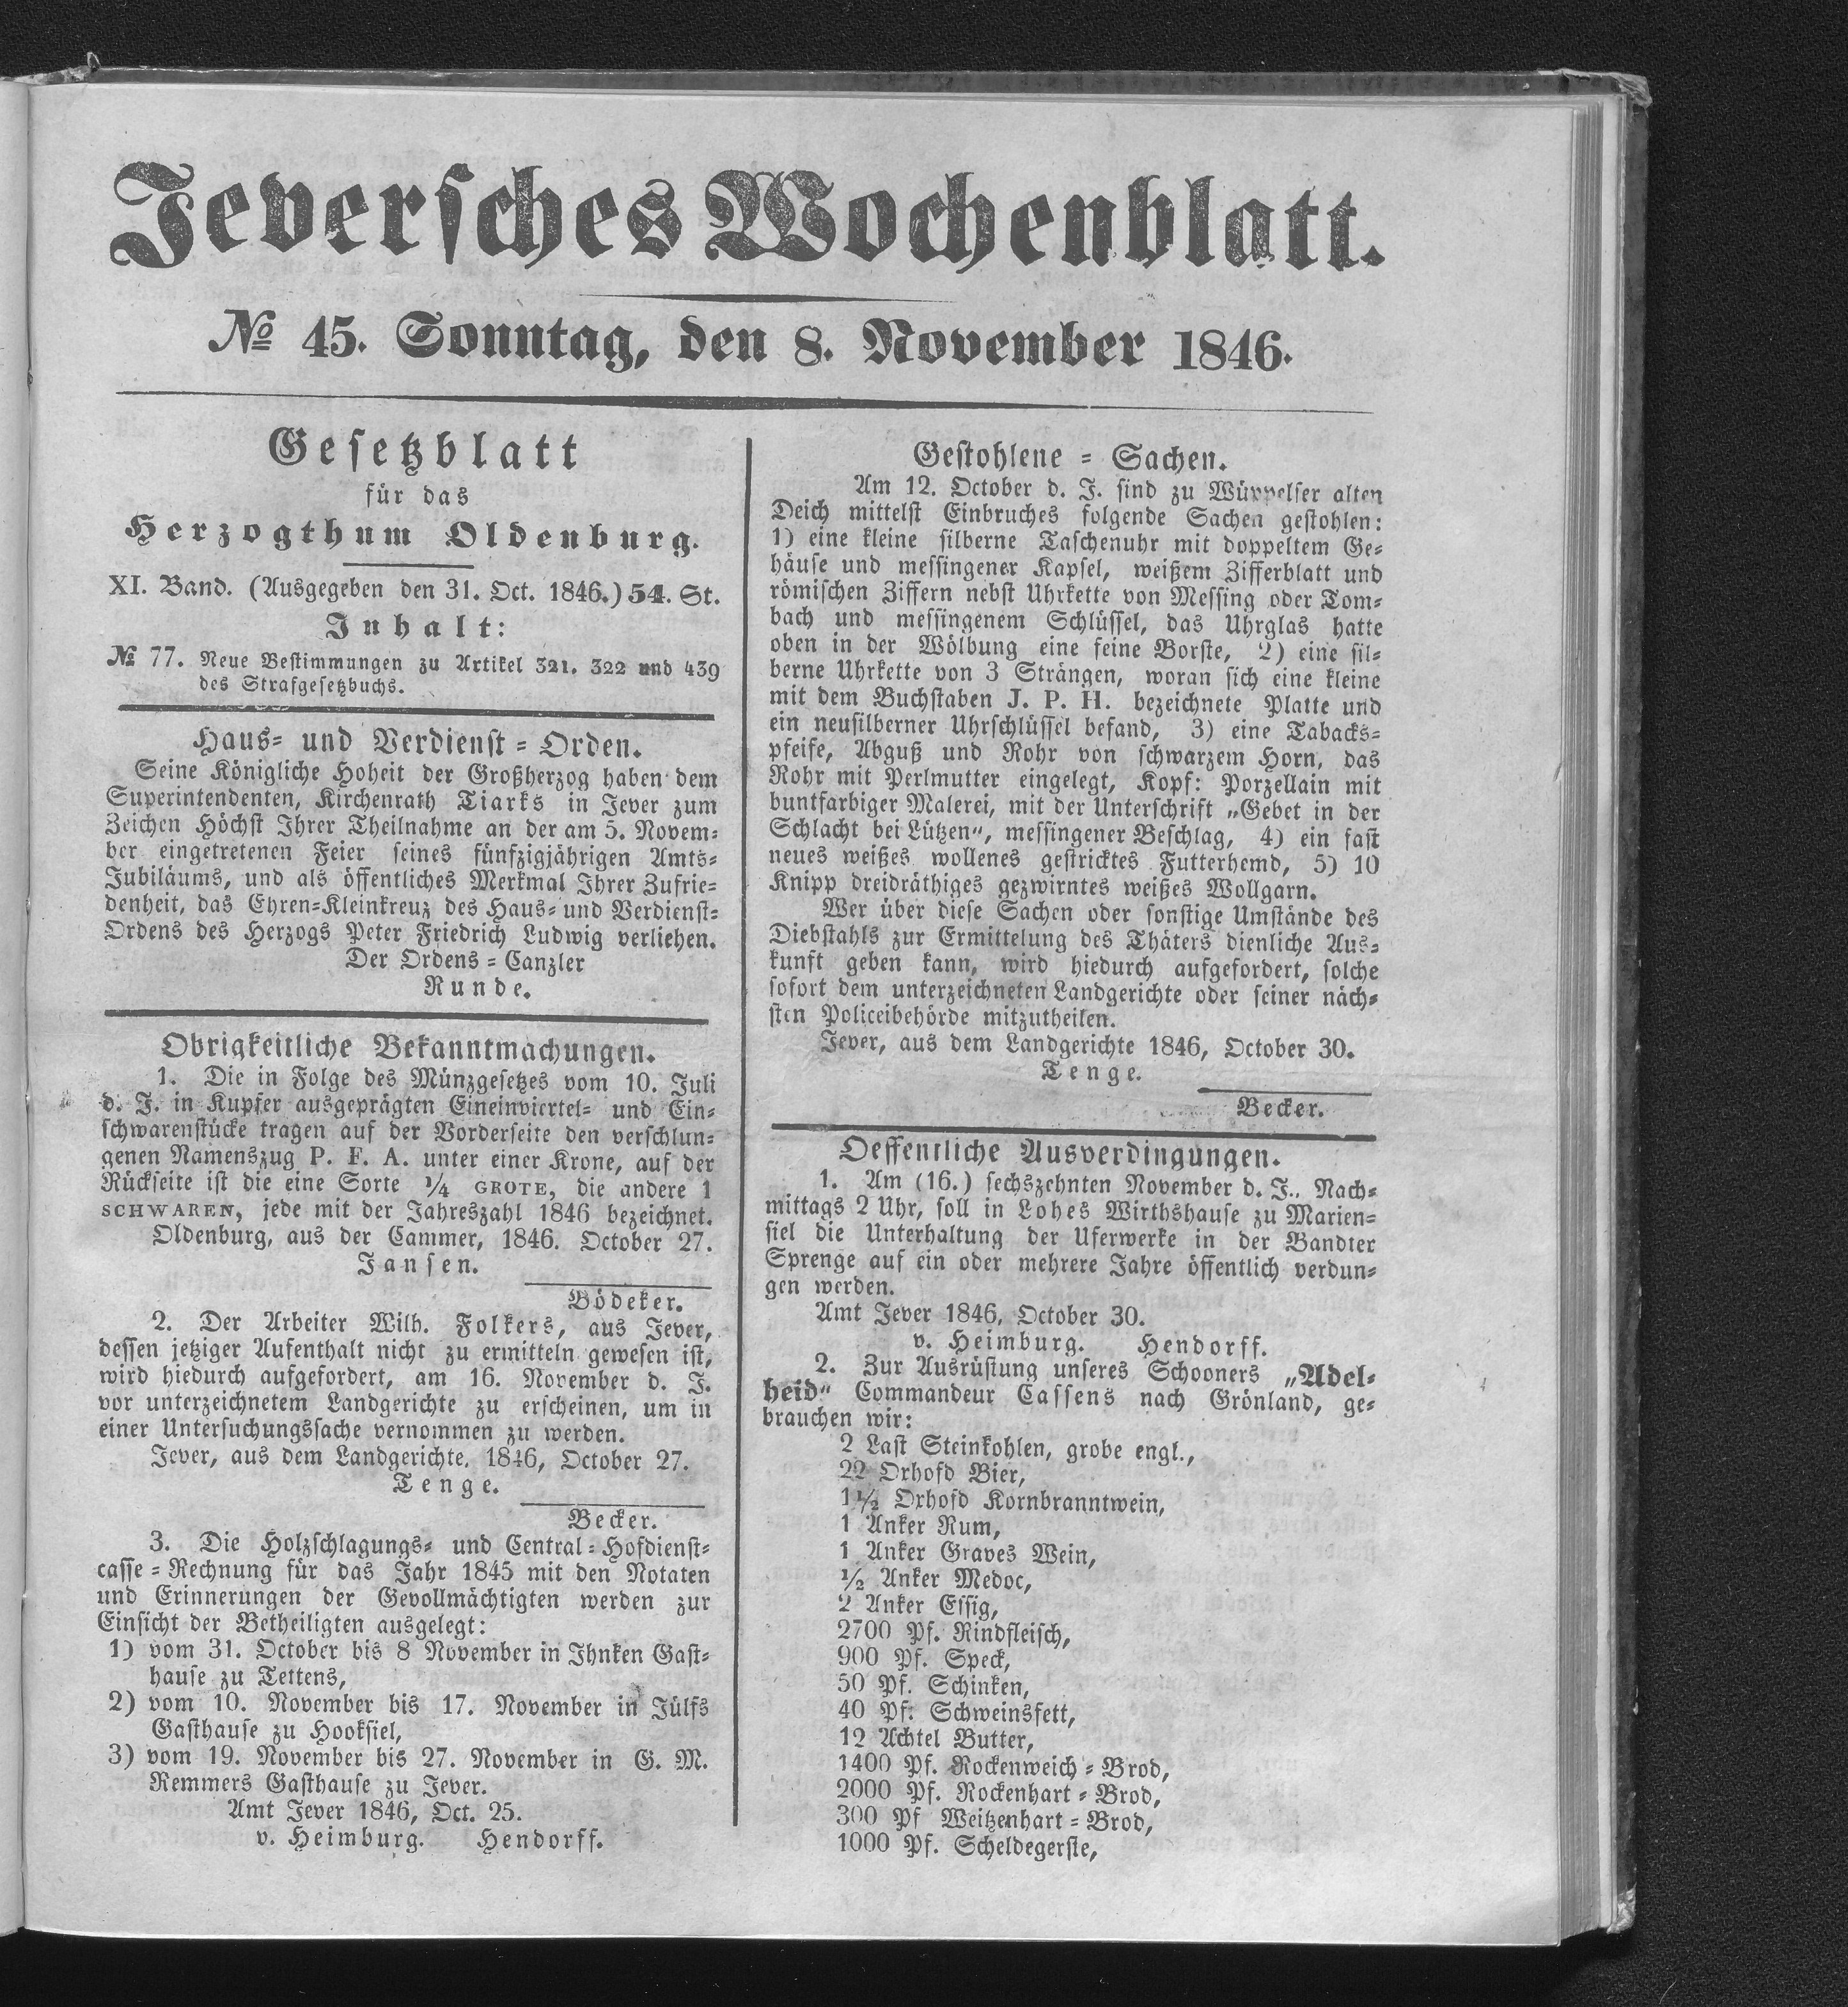 Jeversches Wochenblatt.
№ 45. Sonntag, den 8. November 1846.
Gesetzblatt
für das
Herzogthum Oldenburg.
XI. Band. (Ausgegeben den 31. Oct. 1846.) 54. St.
Inhalt:
№ 77. Neue Bestimmungen zu Artikel 321. 322 und 439
des Strafgesetzbuchs.
Haus= und Verdienst = Orden.
Seine Königliche Hoheit der Großherzog haben dem
Superintendenten, Kirchenrath Tiarks in Jever zum
Zeichen Höchst Ihrer Theilnahme an der am 5. Novem=
ber eingetretenen Feier seines fünfzigjährigen Amts=
Jubiläums, und als öffentliches Merkmal Ihrer Zufrie=
denheit, das Ehren=Kleinkreuz des Haus= und Verdienst=
Ordens des Herzogs Peter Friedrich Ludwig verliehen.
Der Ordens = Canzler
Runde.
Obrigkeitliche Bekanntmachungen.
1. Die in Folge des Münzgesetzes vom 10. Juli
d. J. in Kupfer ausgeprägten Eineinviertel= und Ein=
schwarenstücke tragen auf der Vorderseite den verschlun=
genen Namenszug P. F. A. unter einer Krone, auf der
Rückseite ist die eine Sorte ¼ GROTE, die andere 1
SCHWAREN, jede mit der Jahreszahl 1846 bezeichnet.
Oldenburg, aus der Cammer, 1846. October 27.
Jansen.
Bödeker.
2. Der Arbeiter Wilh. Folkers, aus Jever,
dessen jetziger Aufenthalt nicht zu ermitteln gewesen ist,
wird hiedurch aufgefordert, am 16. November d. J.
vor unterzeichnetem Landgerichte zu erscheinen, um in
einer Untersuchungssache vernommen zu werden.
Jever, aus dem Landgerichte. 1846, October 27.
Tenge.
Becker.
3. Die Holzschlagungs= und Central=Hofdienst=
casse = Rechnung für das Jahr 1845 mit den Notaten
und Erinnerungen der Gevollmächtigten werden zur
Einsicht der Betheiligten ausgelegt:
1) vom 31. October bis 8 November in Ihnken Gast=
hause zu Tettens,
2) vom 10. November bis 17. November in Jülfs
Gasthause zu Hooksiel,
3) vom 19. November bis 27. November in G. M.
Remmers Gasthause zu Jever.
Amt Jever 1846, Oct. 25.
v. Heimburg. Hendorff.
Gestohlene = Sachen.
Am 12. October d. J. sind zu Wüppelser alten
Deich mittelst Einbruches folgende Sachen gestohlen:
1) eine kleine silberne Taschenuhr mit doppeltem Ge=
häuse und messingener Kapsel, weißem Zifferblatt und
römischen Ziffern nebst Uhrkette von Messing oder Tom=
bach und messingenem Schlüssel, das Uhrglas hatte
oben in der Wölbung eine feine Borste, 2) eine sil=
berne Uhrkette von 3 Strängen, woran sich eine kleine
mit dem Buchstaben J. P. H. bezeichnete Platte und
ein neusilberner Uhrschlüssel befand, 3) eine Tabacks=
pfeife, Abguß und Rohr von schwarzem Horn, das
Rohr mit Perlmutter eingelegt, Kopf: Porzellain mit
buntfarbiger Malerei, mit der Unterschrift „Gebet in der
Schlacht bei Lützen“, messingener Beschlag, 4) ein fast
neues weißes wollenes gestricktes Futterhemd, 5) 10
Knipp dreidräthiges gezwirntes weißes Wollgarn.
Wer über diese Sachen oder sonstige Umstände des
Diebstahls zur Ermittelung des Thäters dienliche Aus=
kunft geben kann, wird hiedurch aufgefordert, solche
sofort dem unterzeichneten Landgerichte oder seiner näch=
sten Policeibehörde mitzutheilen.
Jever, aus dem Landgerichte 1846, October 30.
Tenge.
Becker.
Oeffentliche Ausverdingungen.
1. Am (16.) sechszehnten November d. J., Nach=
mittags 2 Uhr, soll in Lohes Wirthshause zu Marien=
siel die Unterhaltung der Uferwerke in der Bandter
Sprenge auf ein oder mehrere Jahre öffentlich verdun=
gen werden.
Amt Jever 1846, October 30.
v. Heimburg. Hendorff.
2. Zur Ausrüstung unseres Schooners „Adel=
heid“ Commandeur Cassens nach Grönland, ge=
brauchen wir:
2 Last Steinkohlen, grobe engl.,
22 Oxhofd Bier,
1½ Oxhofd Kornbranntwein,
1 Anker Rum,
1 Anker Graves Wein,
½ Anker Medoc,
2 Anker Essig,
2700 Pf. Rindfleisch,
900 Pf. Speck,
50 Pf. Schinken,
40 Pf. Schweinsfett,
12 Achtel Butter,
1400 Pf. Rockenweich = Brod,
2000 Pf. Rockenhart = Brod,
300 Pf Weitzenhart = Brod,
1000 Pf. Scheldegerste,